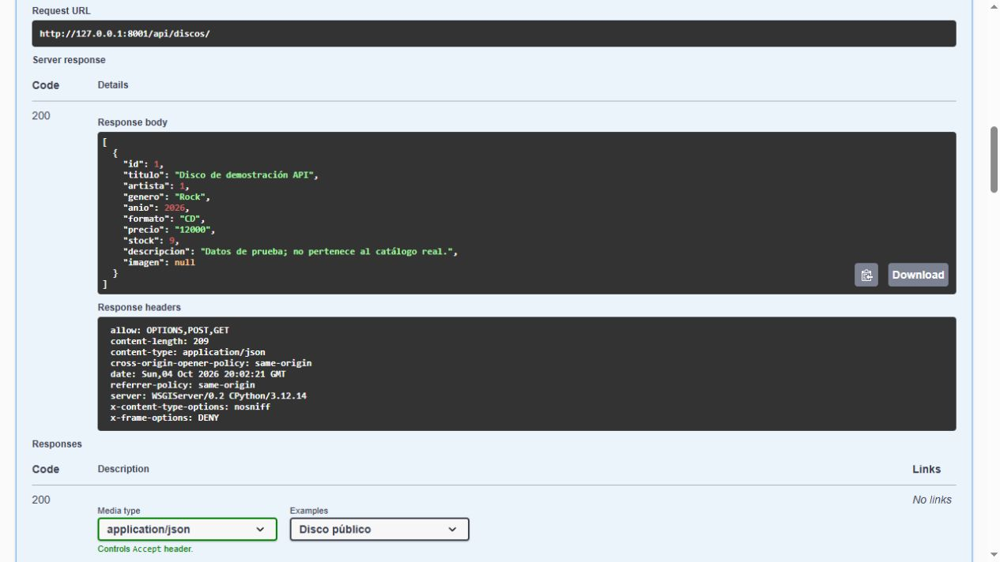 Request URL
http://127.0.0.1:8001/api/discos/
Server response
Code Details
200
Response body
[
  {
    "id": 1,
    "titulo": "Disco de demostración API",
    "artista": 1,
    "genero": "Rock",
    "anio": 2026,
    "formato": "CD",
    "precio": "12000",
    "stock": 9,
    "descripcion": "Datos de prueba; no pertenece al catálogo real.",
    "imagen": null
  }
]
Download
Response headers
allow: OPTIONS,POST,GET
content-length: 209
content-type: application/json
cross-origin-opener-policy: same-origin
date: Sun,04 Oct 2026 20:02:21 GMT
referrer-policy: same-origin
server: WSGIServer/0.2 CPython/3.12.14
x-content-type-options: nosniff
x-frame-options: DENY
Responses
Code Description Links
200 No links
Media type Examples
application/json Disco público
Controls Accept header.